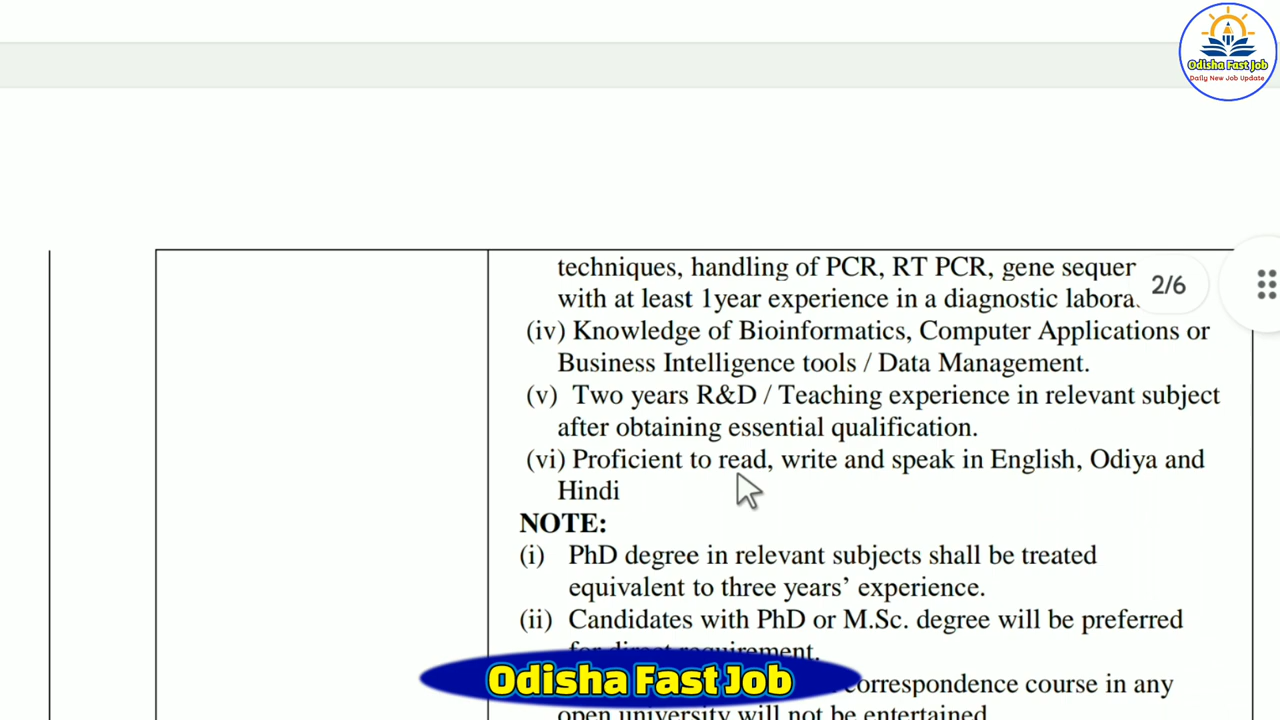 Odisha Fast Job
Daily New Job Update
techniques, handling of PCR, RT PCR, gene
with at least 1year experience in a diagnostic
2/6
(iv) Knowledge of Bioinformatics, Computer Applications or
Business Intelligence tools / Data Management.
(v) Two years R&D / Teaching experience in relevant subject
after obtaining essential qualification.
(vi) Proficient to read, write and speak in English, Odiya and
Hindi
NOTE:
(i) PhD degree in relevant subjects shall be treated
equivalent to three years’ experience.
(ii) Candidates with PhD or M.Sc. degree will be preferred
for direct requirement.
Odisha Fast Job
correspondence course in any
open university will not be entertained